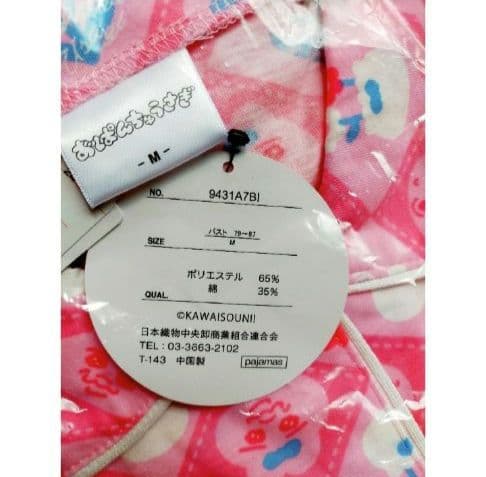 おぱんちゅうさぎ
- M -
NO. 9431A7BI
バスト 79~87
SIZE M
ポリエステル 65%
綿 35%
QUAL.
©KAWAISOUNI!
日本織物中央卸商業組合連合会
TEL : 03-3663-2102
T-143 中国製 pajamas